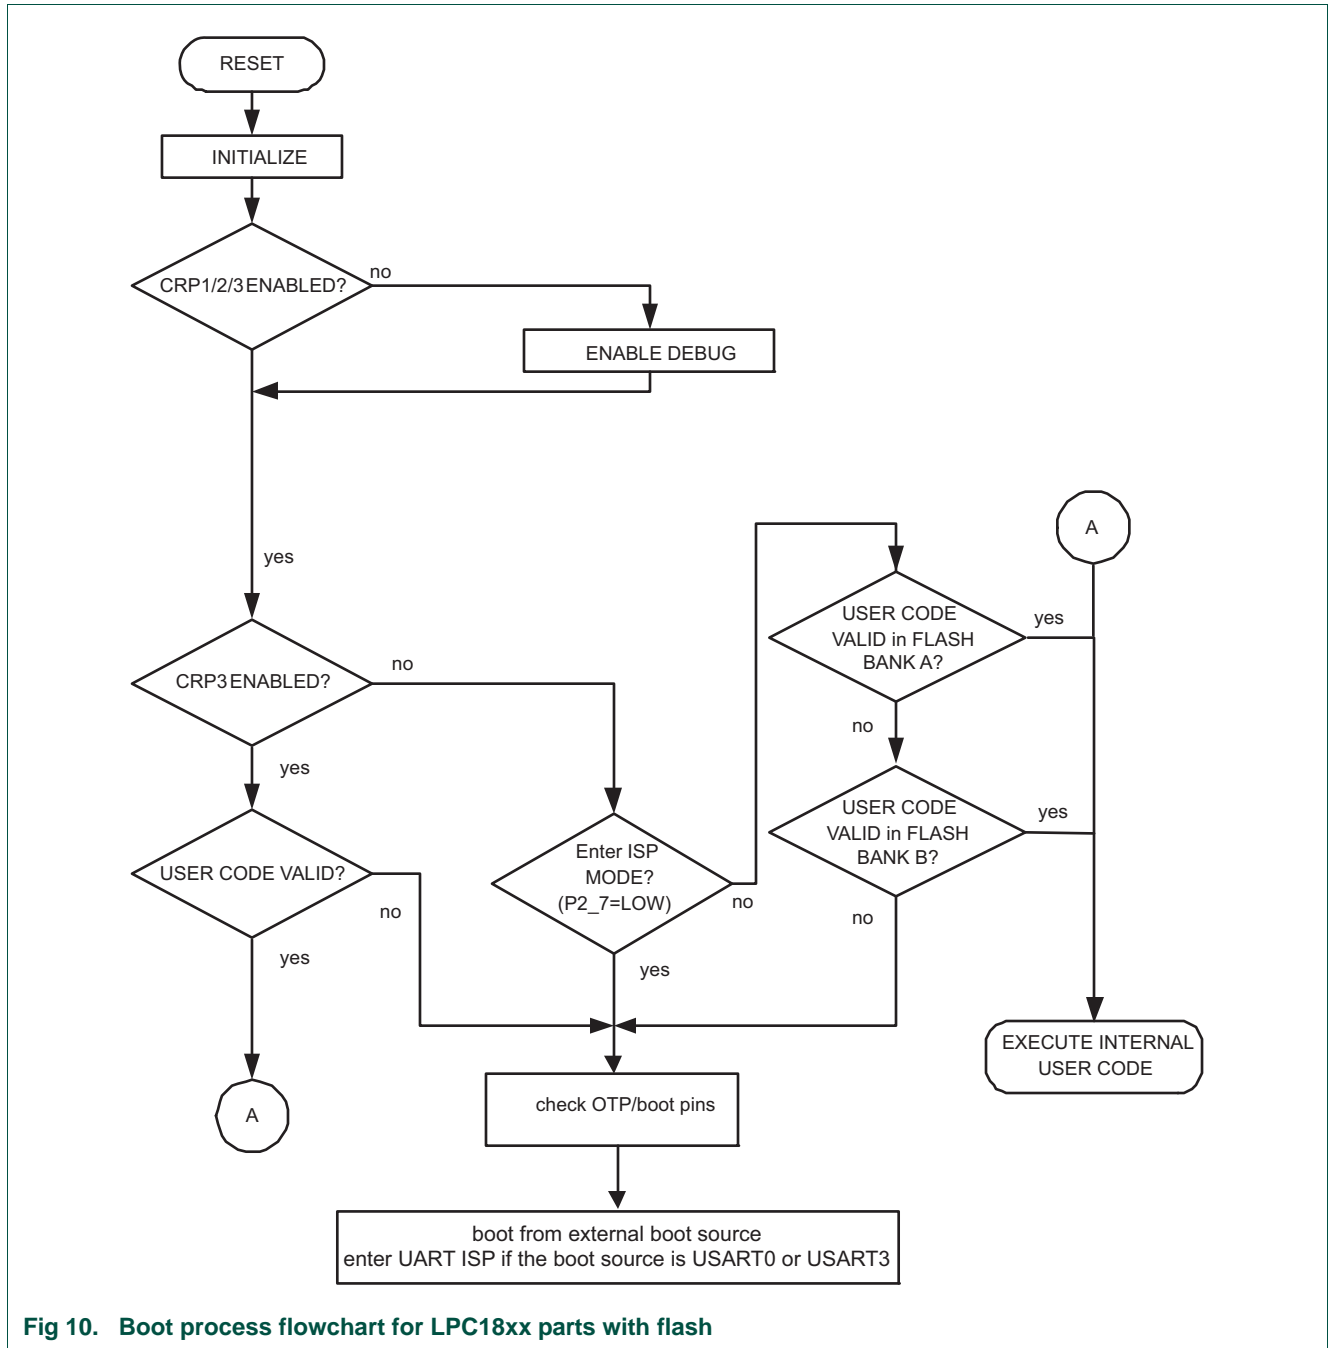 RESET
INITIALIZE
CRP1/2/3 ENABLED?
no
ENABLE DEBUG
yes
CRP3 ENABLED?
no
yes
USER CODE VALID?
no
yes
A
Enter ISP
MODE?
(P2_7=LOW)
no
yes
USER CODE
VALID in FLASH
BANK A?
yes
no
USER CODE
VALID in FLASH
BANK B?
yes
no
A
EXECUTE INTERNAL
USER CODE
check OTP/boot pins
boot from external boot source
enter UART ISP if the boot source is USART0 or USART3
Fig 10. Boot process flowchart for LPC18xx parts with flash